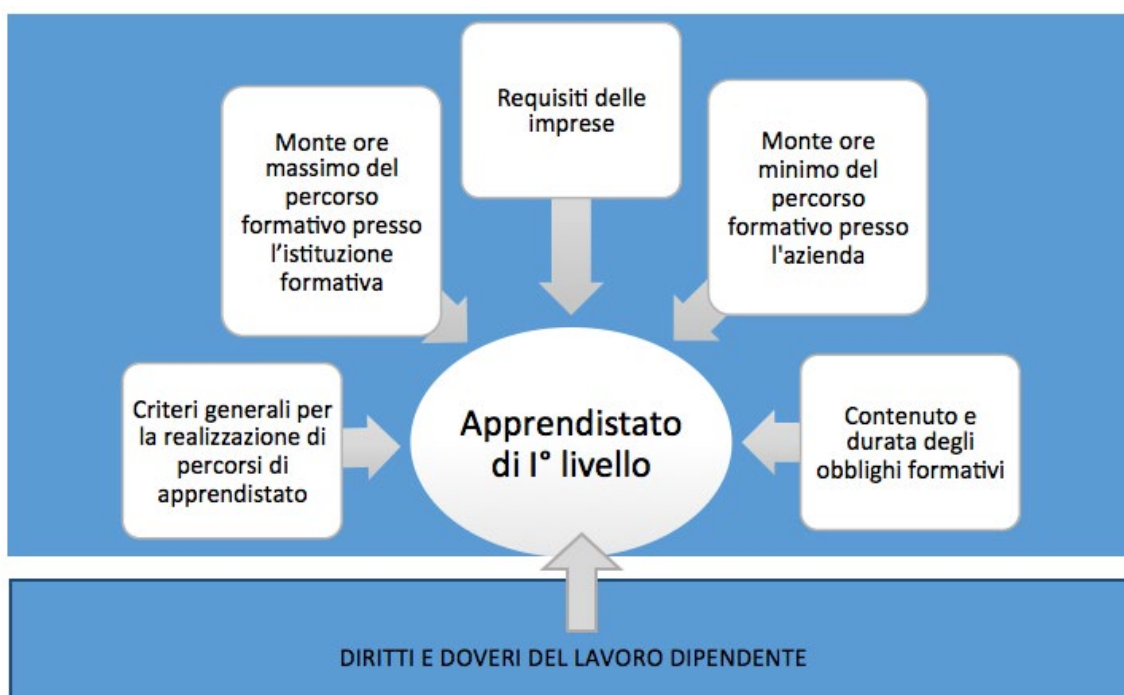 Requisiti delle
imprese
Monte ore
massimo del
percorso
formativo presso
l’istituzione
formativa
Monte ore
minimo del
percorso
formativo presso
l'azienda
Criteri generali per
la realizzazione di
percorsi di
apprendistato
Apprendistato
di I° livello
Contenuto e
durata degli
obblighi formativi
DIRITTI E DOVERI DEL LAVORO DIPENDENTE